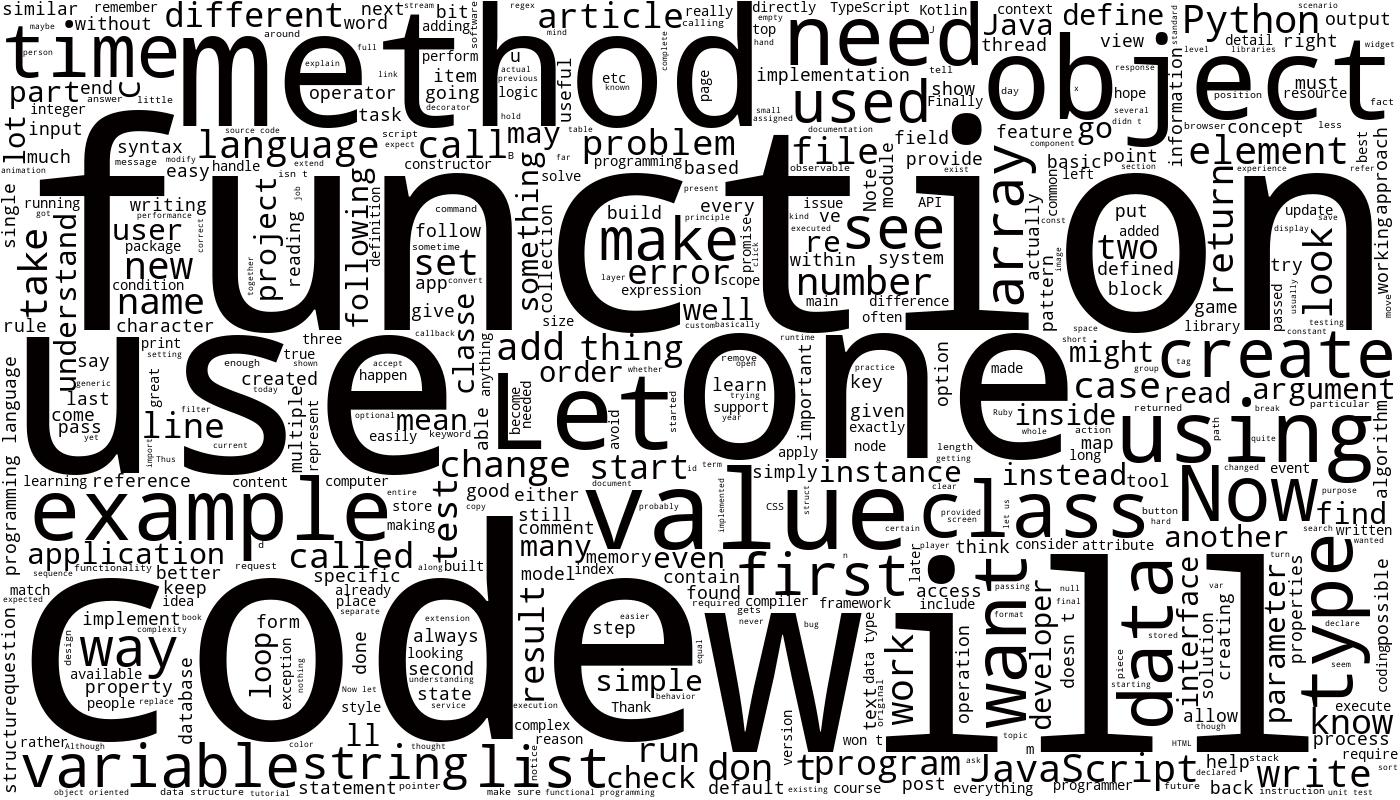 similar
maybe
without
different
around
next
stream
word
bit
adding
software
regex
article
mind
really
calling
directly
TypeScript
Kotlin
empty
top
hand
need
context
Java
thread
define
view
Python
scenario
output
standard
level
libraries
detail
right
time
person
method
explain
full
link
perform
item
going
decorator
u
actual
previous
logic
hold
useful
etc
known
complete
page
implementation
tell
used
show
Finally
small
assigned
day
object
x
response
hope
several
didn t
information
position
must
resource
widget
fact
part
end
answer
C
little
integer
operator
task
lot
input
much
animation
syntax
message
modify
easy
handle
source code
language
extend
isn t
script
expect
call
constructor
B
may
far
table
problem
programming
based
solve
documentation
file
observable
field
provide
exist
feature
component
go
basic
left
point
section
browser
concept
less
element
experience
best
refer
approach
function
single
running
got
understand
take
writing
performance
user
package
new
condition
name
character
correct
project
together
reading
job
following
definition
command
follow
sometime
set
app
convert
give
callback
something
collection
size
present
build
every
principle
make
layer
error
expression
scope
promise
click
well
custom
basically
kind
issue
ve
executed
re
within
number
main
Note
module
API
see
system
difference
often
array
actually
common
const
image
pattern
put
added
two
defined
block
return
game
library
update
save
display
try
passed
usually
look
testing
constant
working
move
rule
print
setting
three
true
shown
enough
created
today
say
generic
last
come
pass
yet
great
line
filter
import
Thus
current
multiple
represent
use
accept
happen
optional
mean
easily
keyword
classe
anything
able
add
thing
order
whether
become
needed
Let
avoid
started
remove
open
learn
trying
support
year
runtime
important
practice
key
given
exactly
node
apply
option
one
made
length
getting
space
short
might
group
tag
create
case
read
argument
Ruby
inside
whole
action
map
long
returned
using
path
break
quite
particular
algorithm
programming language
learning
reference
content
computer
change
start
id
term
simply
instance
instead
tool
changed
event
example
entire
store
making
test
good
copy
either
still
comment
document
probably
value
implemented
CSS
struct
clear
provided
screen
certain
class
let us
button
hard
Now
purpose
find
search
written
wanted
another
d
application
sequence
functionality
better
request
called
specific
along
built
many
model
index
memory
even
contain
found
required
first
n
later
player
think
consider
attribute
match
expected
keep
idea
already
place
separate
compiler
gets
never
framework
access
include
bug
want
passing
format
null
final
turn
type
coding
possible
structure
question
implement
book
complexity
design
way
available
property
people
replace
database
form
loop
exception
nothing
done
Now let
style
extension
always
looking
second
understanding
state
service
code
result
execution
easier
step
equal
simple
behavior
Thank
will
text
data type
original
work
operation
developer
doesn t
topic
m
piece
starting
data
stored
interface
var
solution
creating
allow
though
HTML
parameter
properties
declare
seem
execute
know
process
require
rather
Although
color
ll
thought
complex
reason
notice
run
check
version
won t
variable
string
list
don t
program
ask
JavaScript
declared
help
stack
future
write
sort
object oriented
data structure
tutorial
statement
pointer
make sure
functional programming
default
existing
course
post
everything
programmer
back
instruction
unit test